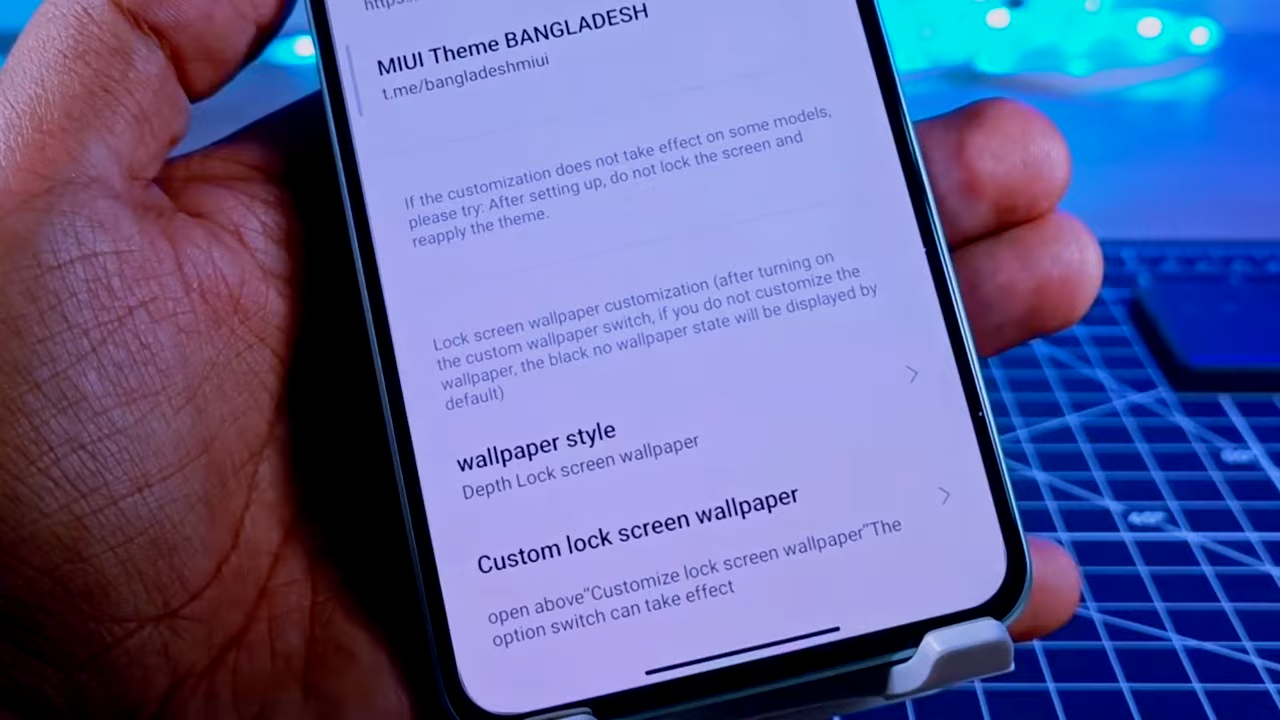 MIUI Theme BANGLADESH
t.me/bangladeshmiui
If the customization does not take effect on some models,
please try: After setting up, do not lock the screen and
reapply the theme.
Lock screen wallpaper customization (after turning on
the custom wallpaper switch, if you do not customize the
wallpaper, the black no wallpaper state will be displayed by
default)
wallpaper style
Depth Lock screen wallpaper
Custom lock screen wallpaper
open above"Customize lock screen wallpaper"The
option switch can take effect